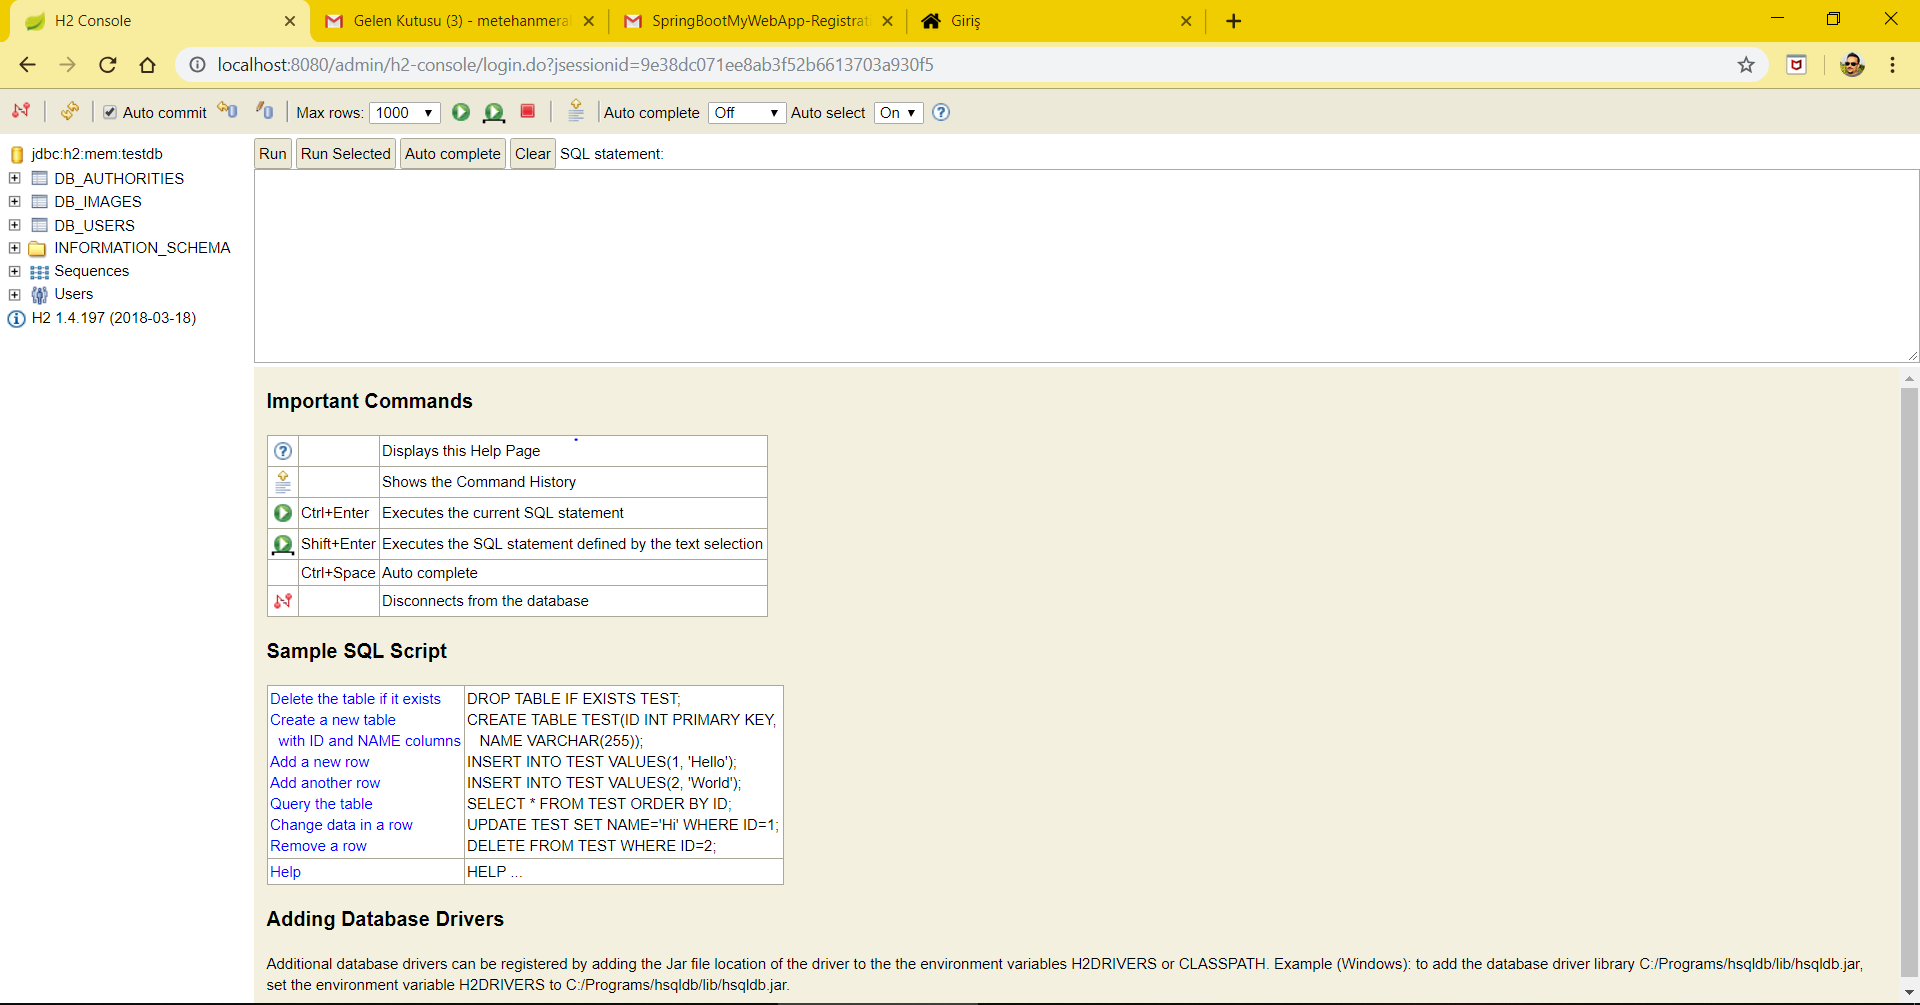 H2 Console
Gelen Kutusu (3) - metehanmera
SpringBootMyWebApp-Registrati
Giriş
localhost:8080/admin/h2-console/login.do?jsessionid=9e38dc071ee8ab3f52b6613703a930f5
Auto commit
Max rows: 1000
Auto complete Off
Auto select On
jdbc:h2:mem:testdb
DB_AUTHORITIES
DB_IMAGES
DB_USERS
INFORMATION_SCHEMA
Sequences
Users
H2 1.4.197 (2018-03-18)
Run Run Selected Auto complete Clear SQL statement:
Important Commands
Displays this Help Page
Shows the Command History
Ctrl+Enter Executes the current SQL statement
Shift+Enter Executes the SQL statement defined by the text selection
Ctrl+Space Auto complete
Disconnects from the database
Sample SQL Script
Delete the table if it exists DROP TABLE IF EXISTS TEST;
Create a new table CREATE TABLE TEST(ID INT PRIMARY KEY,
with ID and NAME columns NAME VARCHAR(255));
Add a new row INSERT INTO TEST VALUES(1, 'Hello');
Add another row INSERT INTO TEST VALUES(2, 'World');
Query the table SELECT * FROM TEST ORDER BY ID;
Change data in a row UPDATE TEST SET NAME='Hi' WHERE ID=1;
Remove a row DELETE FROM TEST WHERE ID=2;
Help HELP ...
Adding Database Drivers
Additional database drivers can be registered by adding the Jar file location of the driver to the the environment variables H2DRIVERS or CLASSPATH. Example (Windows): to add the database driver library C:/Programs/hsqldb/lib/hsqldb.jar,
set the environment variable H2DRIVERS to C:/Programs/hsqldb/lib/hsqldb.jar.